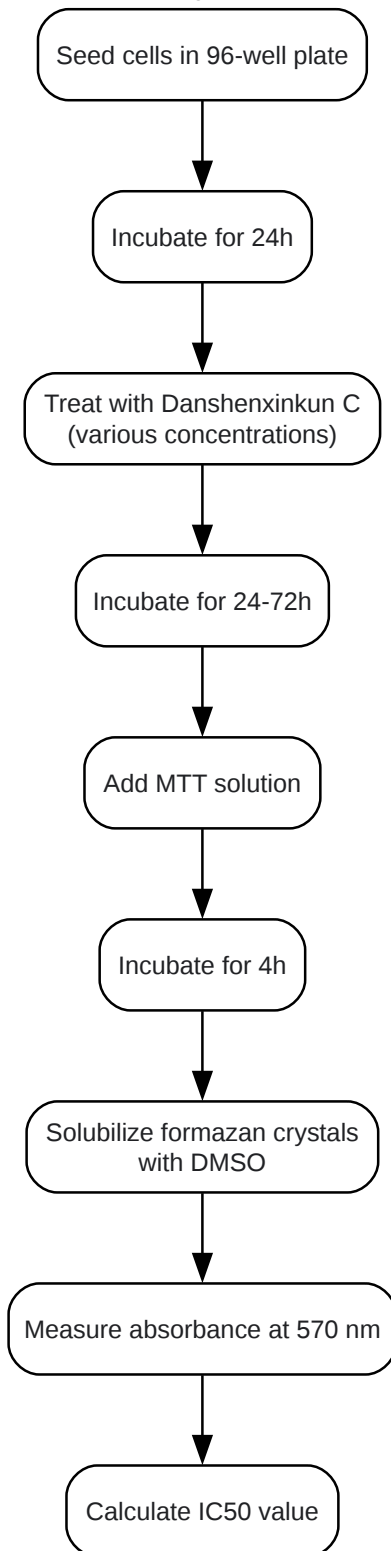 Seed cells in 96-well plate
Incubate for 24h
Treat with Danshenxinkun C
(various concentrations)
Incubate for 24-72h
Add MTT solution
Incubate for 4h
Solubilize formazan crystals
with DMSO
Measure absorbance at 570 nm
Calculate IC50 value